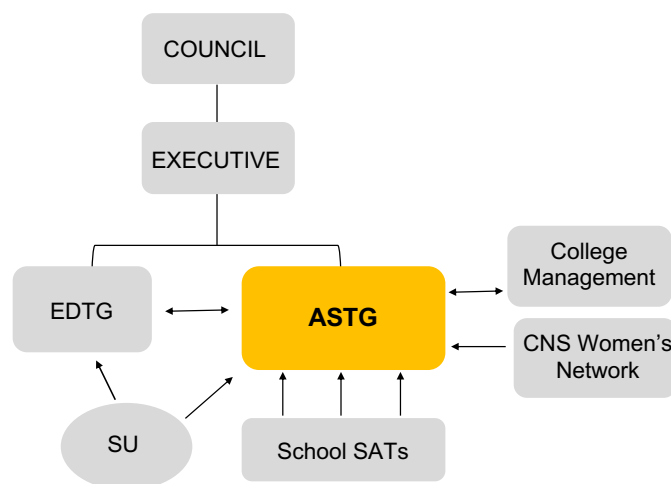 COUNCIL
EXECUTIVE
EDTG
ASTG
College
Management
CNS Women’s
Network
SU
School SATs